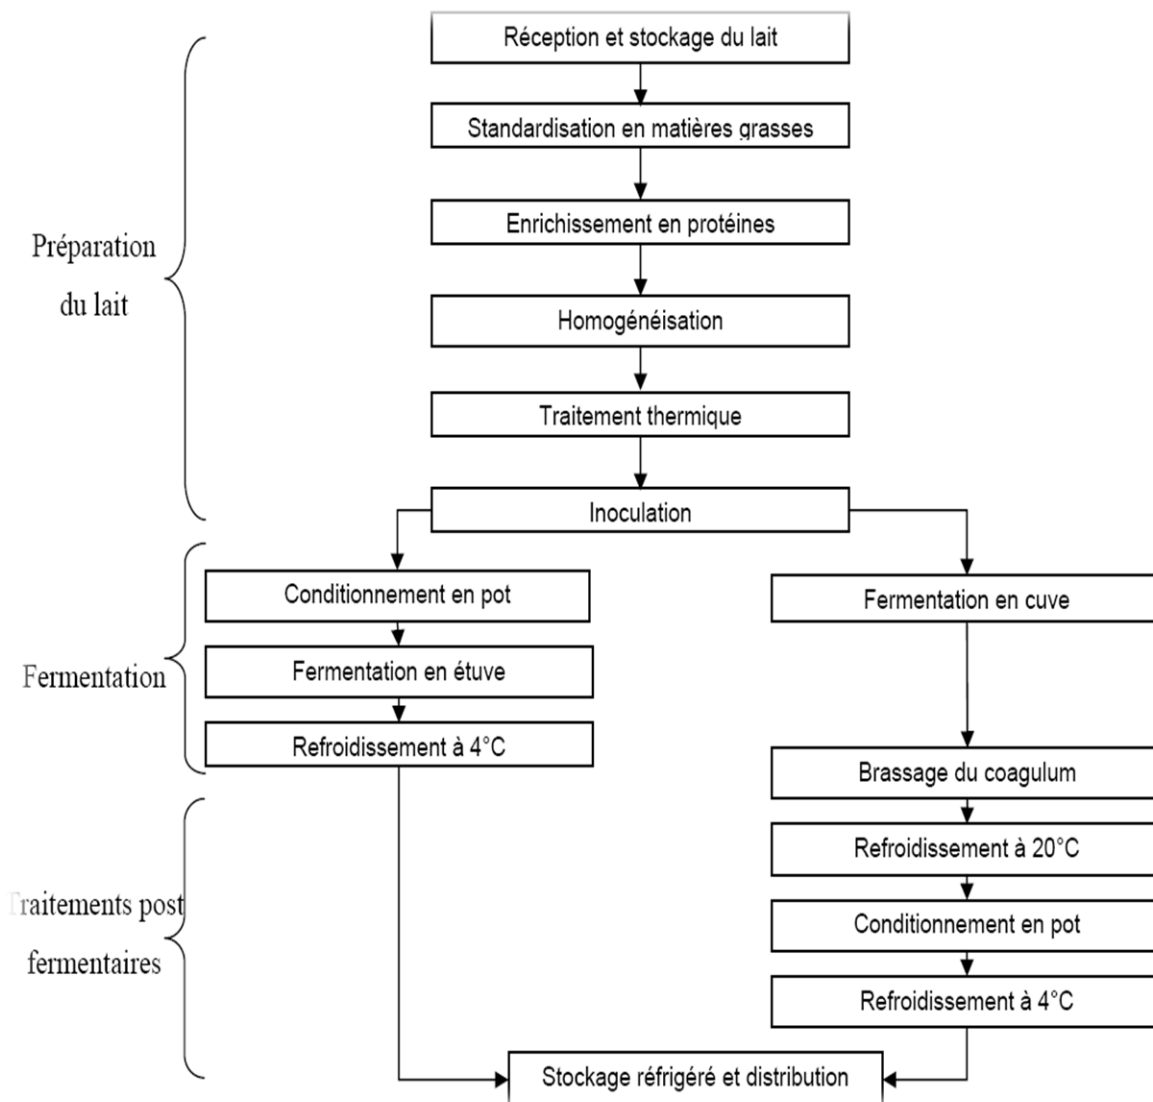 Réception et stockage du lait
Standardisation en matières grasses
Enrichissement en protéines
Préparation
du lait
Homogénéisation
Traitement thermique
Inoculation
Conditionnement en pot
Fermentation en étuve
Refroidissement à 4°C
Fermentation
Fermentation en cuve
Brassage du coagulum
Refroidissement à 20°C
Conditionnement en pot
Refroidissement à 4°C
Traitements post
fermentaires
Stockage réfrigéré et distribution